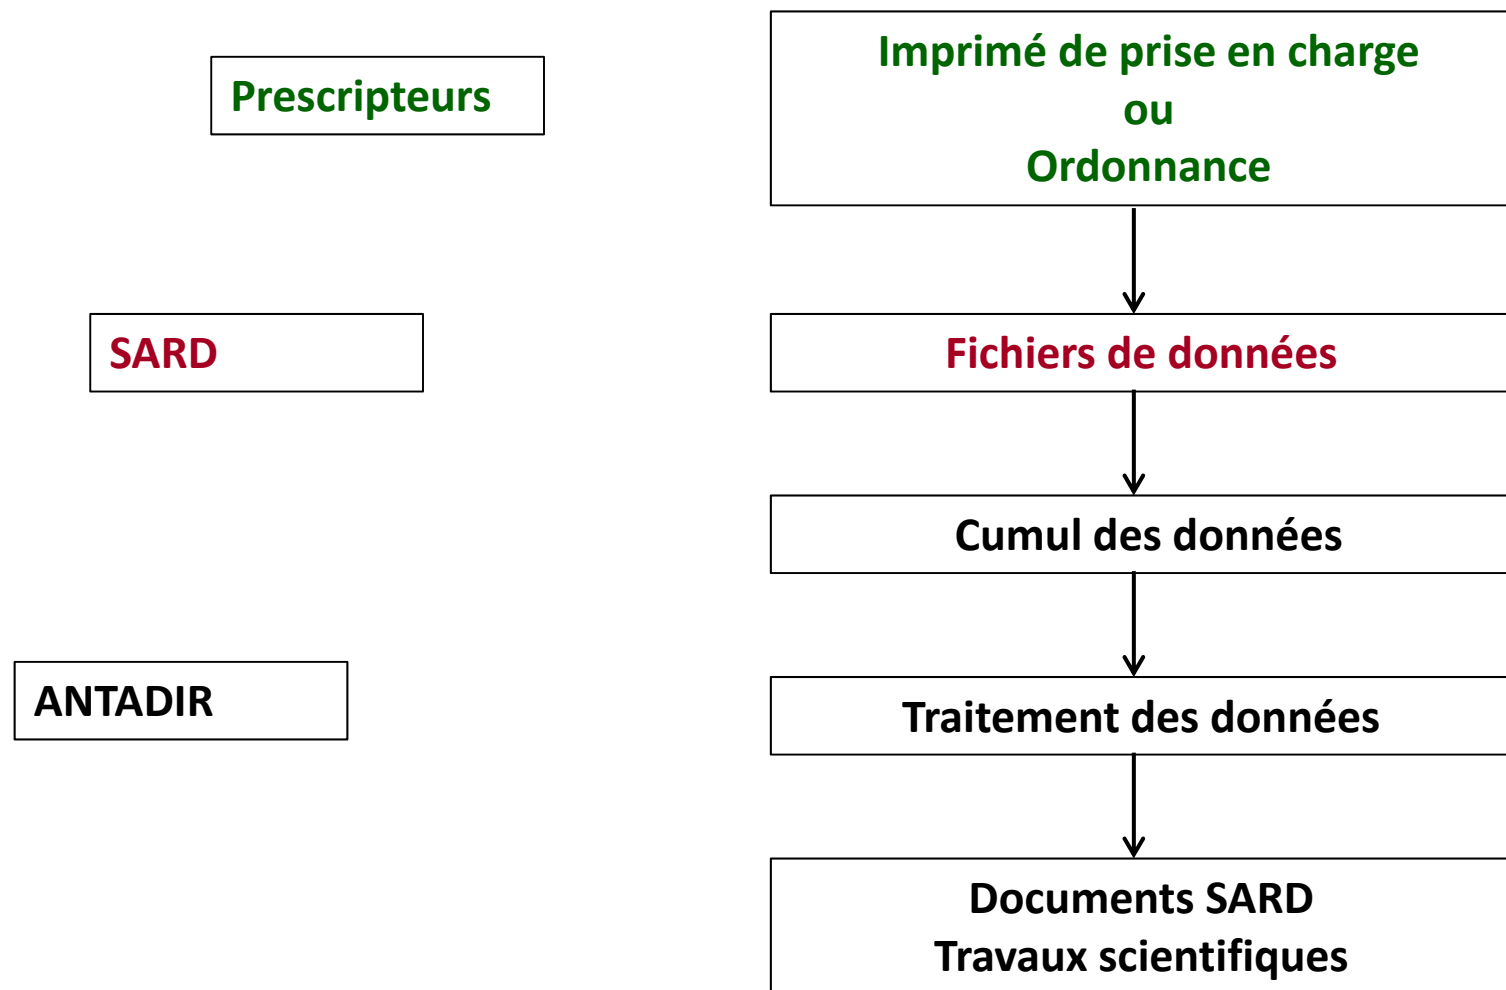 Prescripteurs
Imprimé de prise en charge
ou
Ordonnance
SARD
Fichiers de données
Cumul des données
ANTADIR
Traitement des données
Documents SARD
Travaux scientifiques